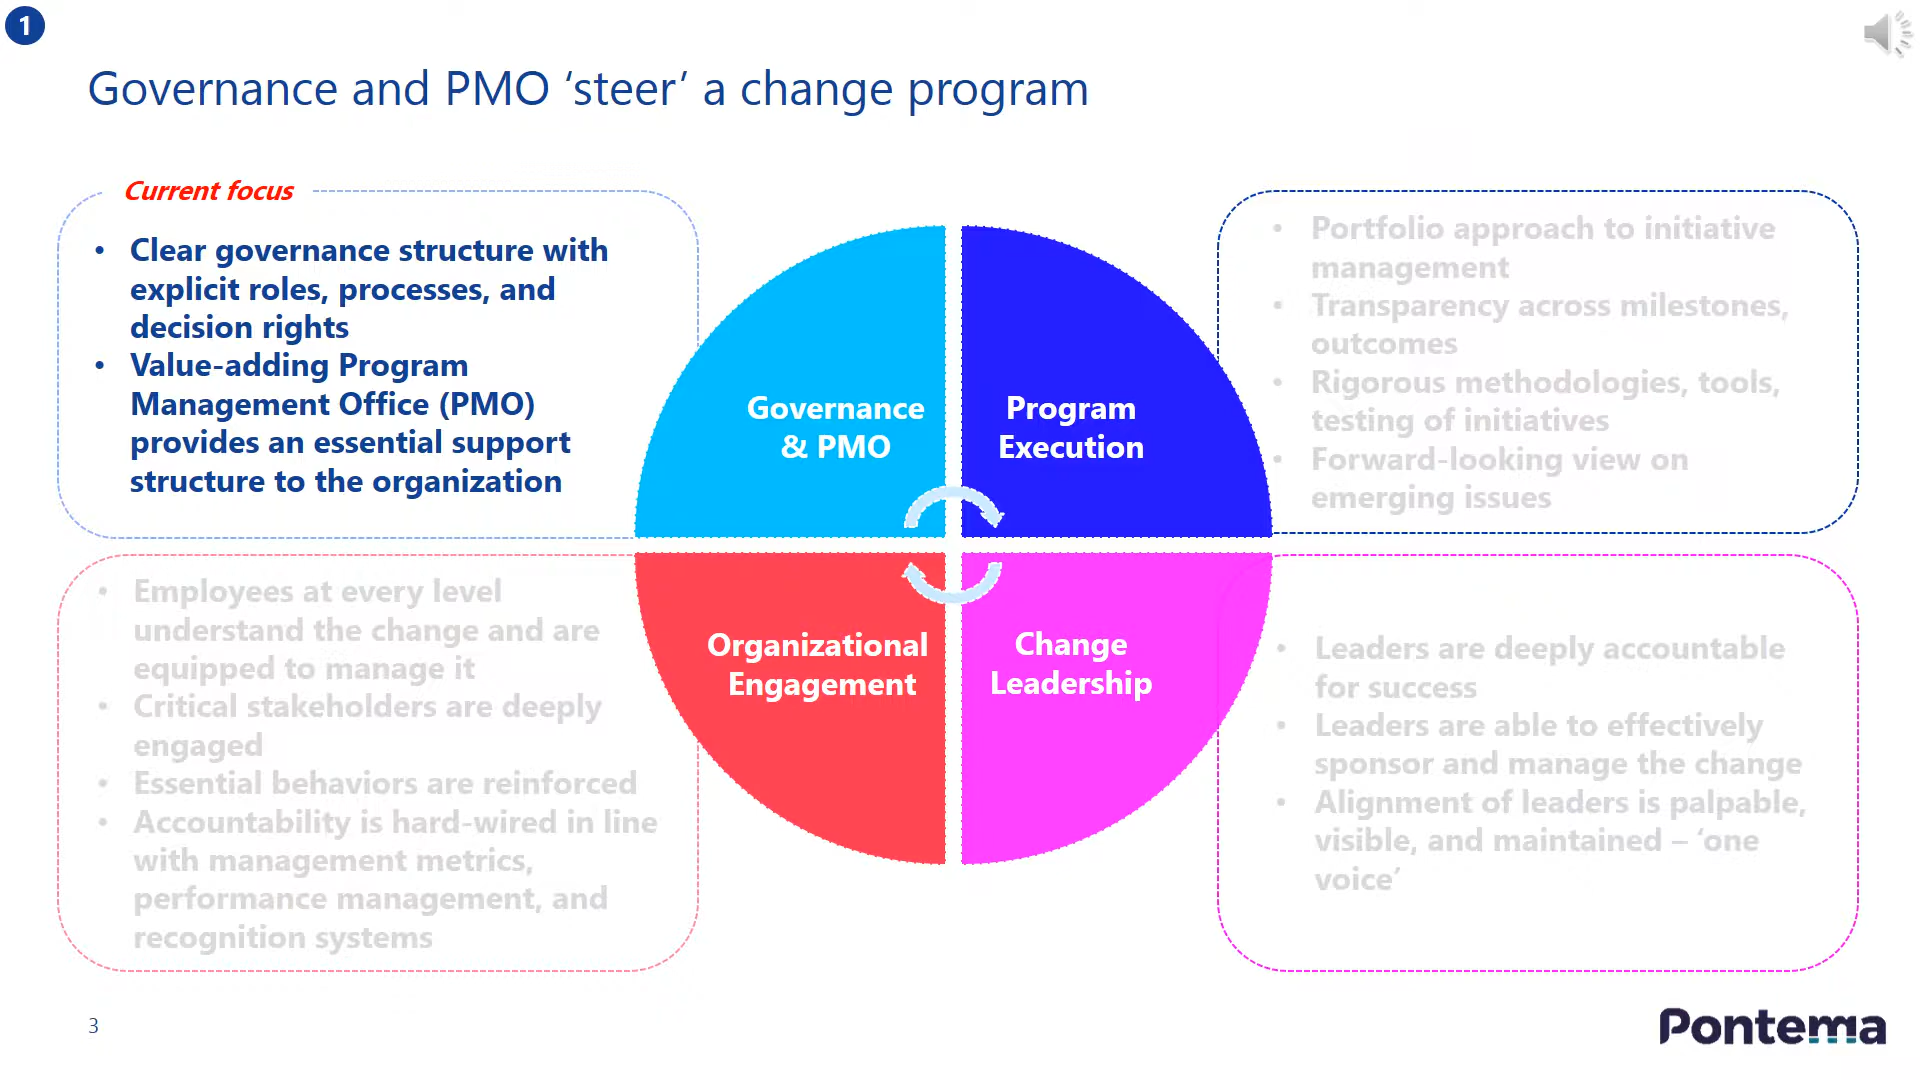 1
Governance and PMO ‘steer’ a change program
Current focus
• Clear governance structure with
explicit roles, processes, and
decision rights
• Value-adding Program
Management Office (PMO)
provides an essential support
structure to the organization
Governance
& PMO
Program
Execution
• Portfolio approach to initiative
management
• Transparency across milestones,
outcomes
• Rigorous methodologies, tools,
testing of initiatives
• Forward-looking view on
emerging issues
• Employees at every level
understand the change and are
equipped to manage it
• Critical stakeholders are deeply
engaged
• Essential behaviors are reinforced
• Accountability is hard-wired in line
with management metrics,
performance management, and
recognition systems
Organizational
Engagement
Change
Leadership
• Leaders are deeply accountable
for success
• Leaders are able to effectively
sponsor and manage the change
• Alignment of leaders is palpable,
visible, and maintained – ‘one
voice’
3
Pontema